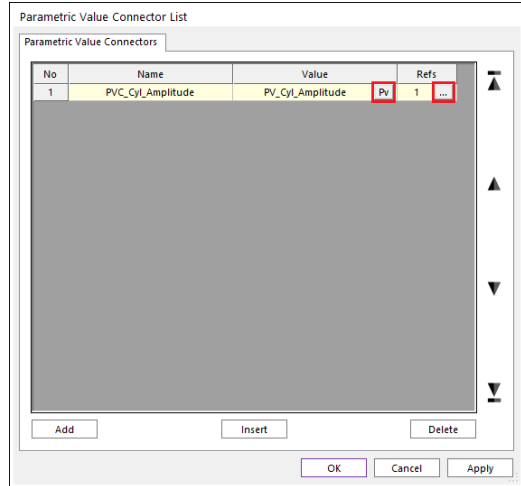 Parametric Value Connector List
Parametric Value Connectors
No Name Value Refs
1 PVC_Cyl_Amplitude PV_Cyl_Amplitude Pv 1 ...
Add Insert Delete
OK Cancel Apply